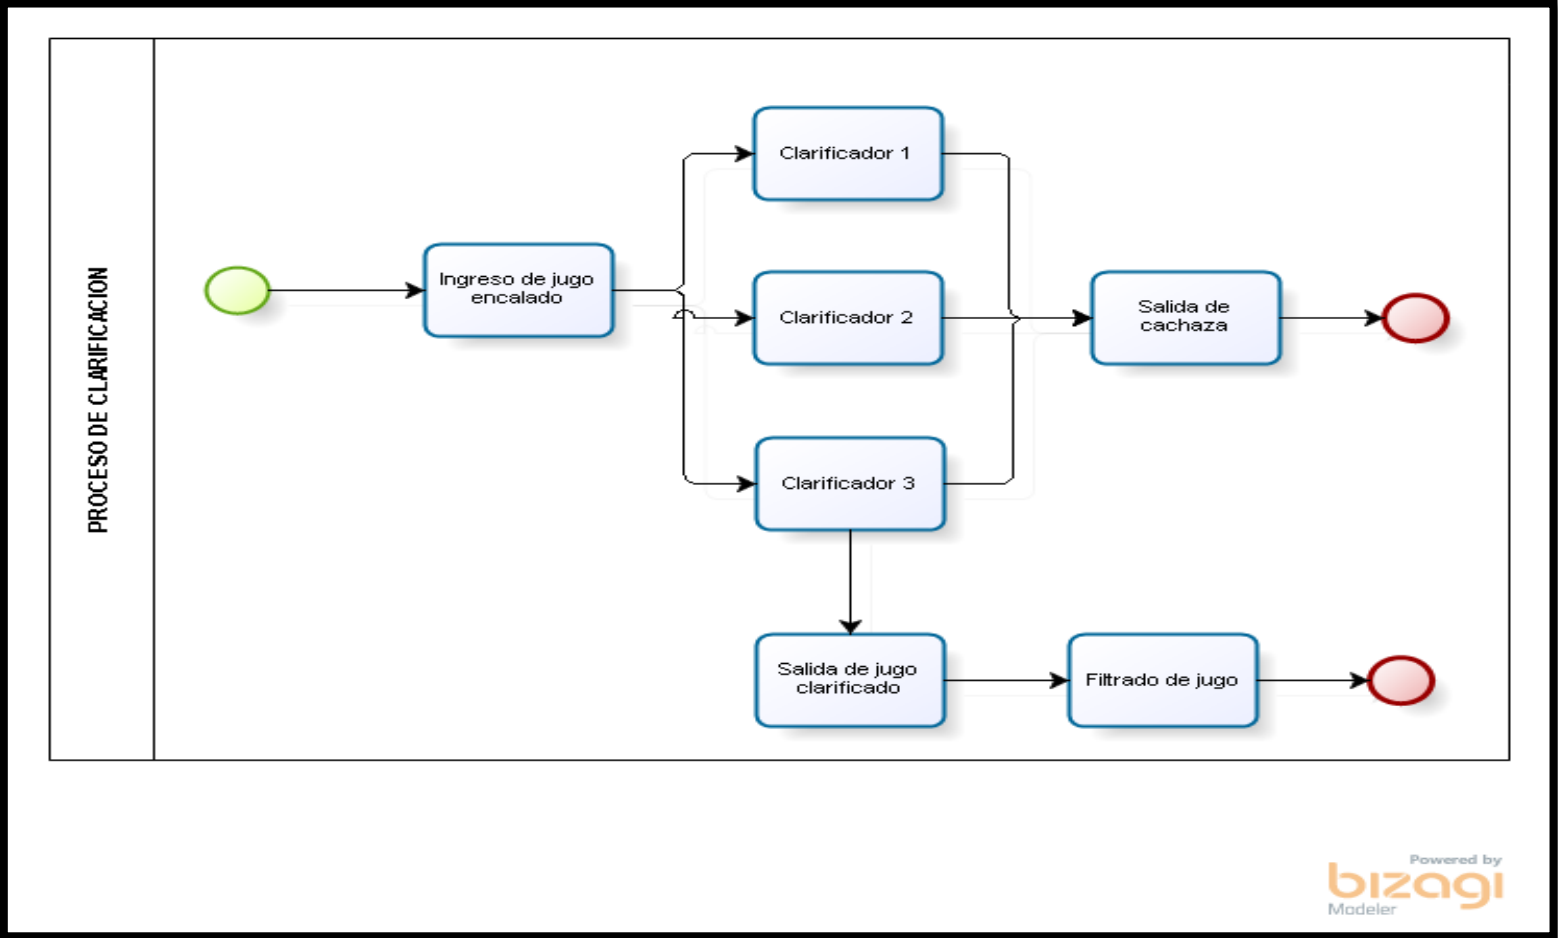 PROCESO DE CLARIFICACION
Ingreso de jugo
encalado
Clarificador 1
Clarificador 2
Clarificador 3
Salida de
cachaza
Salida de jugo
clarificado
Filtrado de jugo
Powered by
bizagi
Modeler